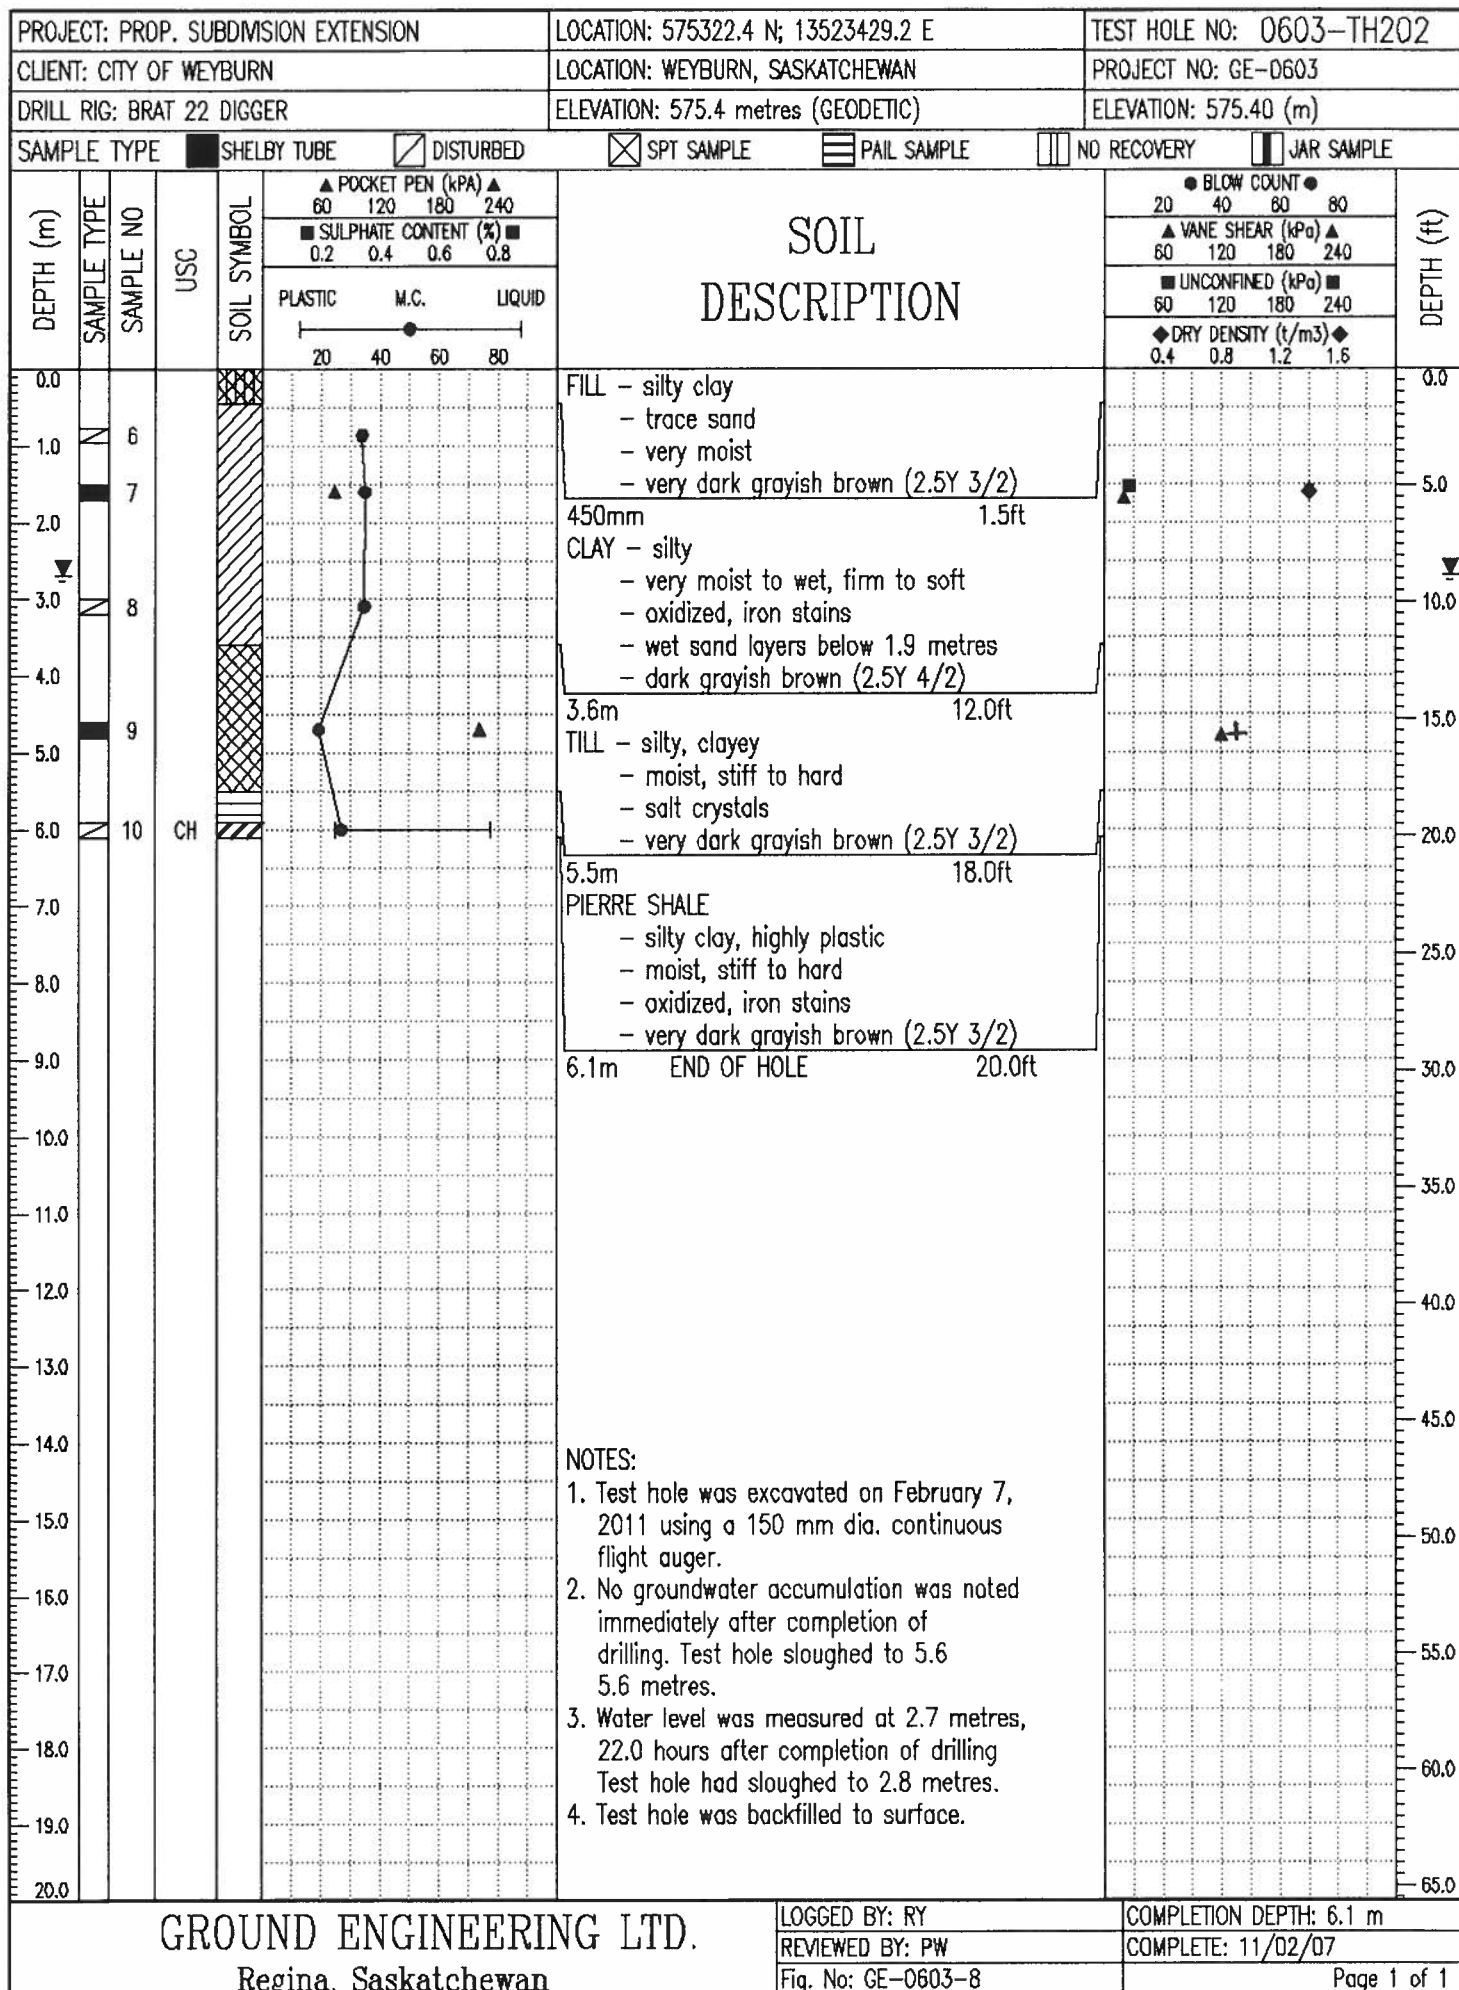 PROJECT: PROP. SUBDIVISION EXTENSION
LOCATION: 575322.4 N; 13523429.2 E
TEST HOLE NO: 0603-TH202
CLIENT: CITY OF WEYBURN
LOCATION: WEYBURN, SASKATCHEWAN
PROJECT NO: GE-0603
DRILL RIG: BRAT 22 DIGGER
ELEVATION: 575.4 metres (GEODETIC)
ELEVATION: 575.40 (m)
SAMPLE TYPE
SHELBY TUBE
DISTURBED
SPT SAMPLE
PAIL SAMPLE
NO RECOVERY
JAR SAMPLE
DEPTH (m)
SAMPLE TYPE
SAMPLE NO
USC
SOIL SYMBOL
▲ POCKET PEN (kPA) ▲
60 120 180 240
■ SULPHATE CONTENT (%) ■
0.2 0.4 0.6 0.8
PLASTIC M.C. LIQUID
20 40 60 80
SOIL
DESCRIPTION
● BLOW COUNT ●
20 40 60 80
▲ VANE SHEAR (kPa) ▲
60 120 180 240
■ UNCONFINED (kPa) ■
60 120 180 240
◆ DRY DENSITY (t/m3) ◆
0.4 0.8 1.2 1.6
DEPTH (ft)
0.0
1.0
2.0
3.0
4.0
5.0
6.0
7.0
8.0
9.0
10.0
11.0
12.0
13.0
14.0
15.0
16.0
17.0
18.0
19.0
20.0
6
7
8
9
10
CH
FILL - silty clay
- trace sand
- very moist
- very dark grayish brown (2.5Y 3/2)
450mm 1.5ft
CLAY - silty
- very moist to wet, firm to soft
- oxidized, iron stains
- wet sand layers below 1.9 metres
- dark grayish brown (2.5Y 4/2)
3.6m 12.0ft
TILL - silty, clayey
- moist, stiff to hard
- salt crystals
- very dark grayish brown (2.5Y 3/2)
5.5m 18.0ft
PIERRE SHALE
- silty clay, highly plastic
- moist, stiff to hard
- oxidized, iron stains
- very dark grayish brown (2.5Y 3/2)
6.1m END OF HOLE 20.0ft
NOTES:
1. Test hole was excavated on February 7,
2011 using a 150 mm dia. continuous
flight auger.
2. No groundwater accumulation was noted
immediately after completion of
drilling. Test hole sloughed to 5.6
5.6 metres.
3. Water level was measured at 2.7 metres,
22.0 hours after completion of drilling
Test hole had sloughed to 2.8 metres.
4. Test hole was backfilled to surface.
0.0
5.0
10.0
15.0
20.0
25.0
30.0
35.0
40.0
45.0
50.0
55.0
60.0
65.0
GROUND ENGINEERING LTD.
Regina, Saskatchewan
LOGGED BY: RY
COMPLETION DEPTH: 6.1 m
REVIEWED BY: PW
COMPLETE: 11/02/07
Fig. No: GE-0603-8
Page 1 of 1